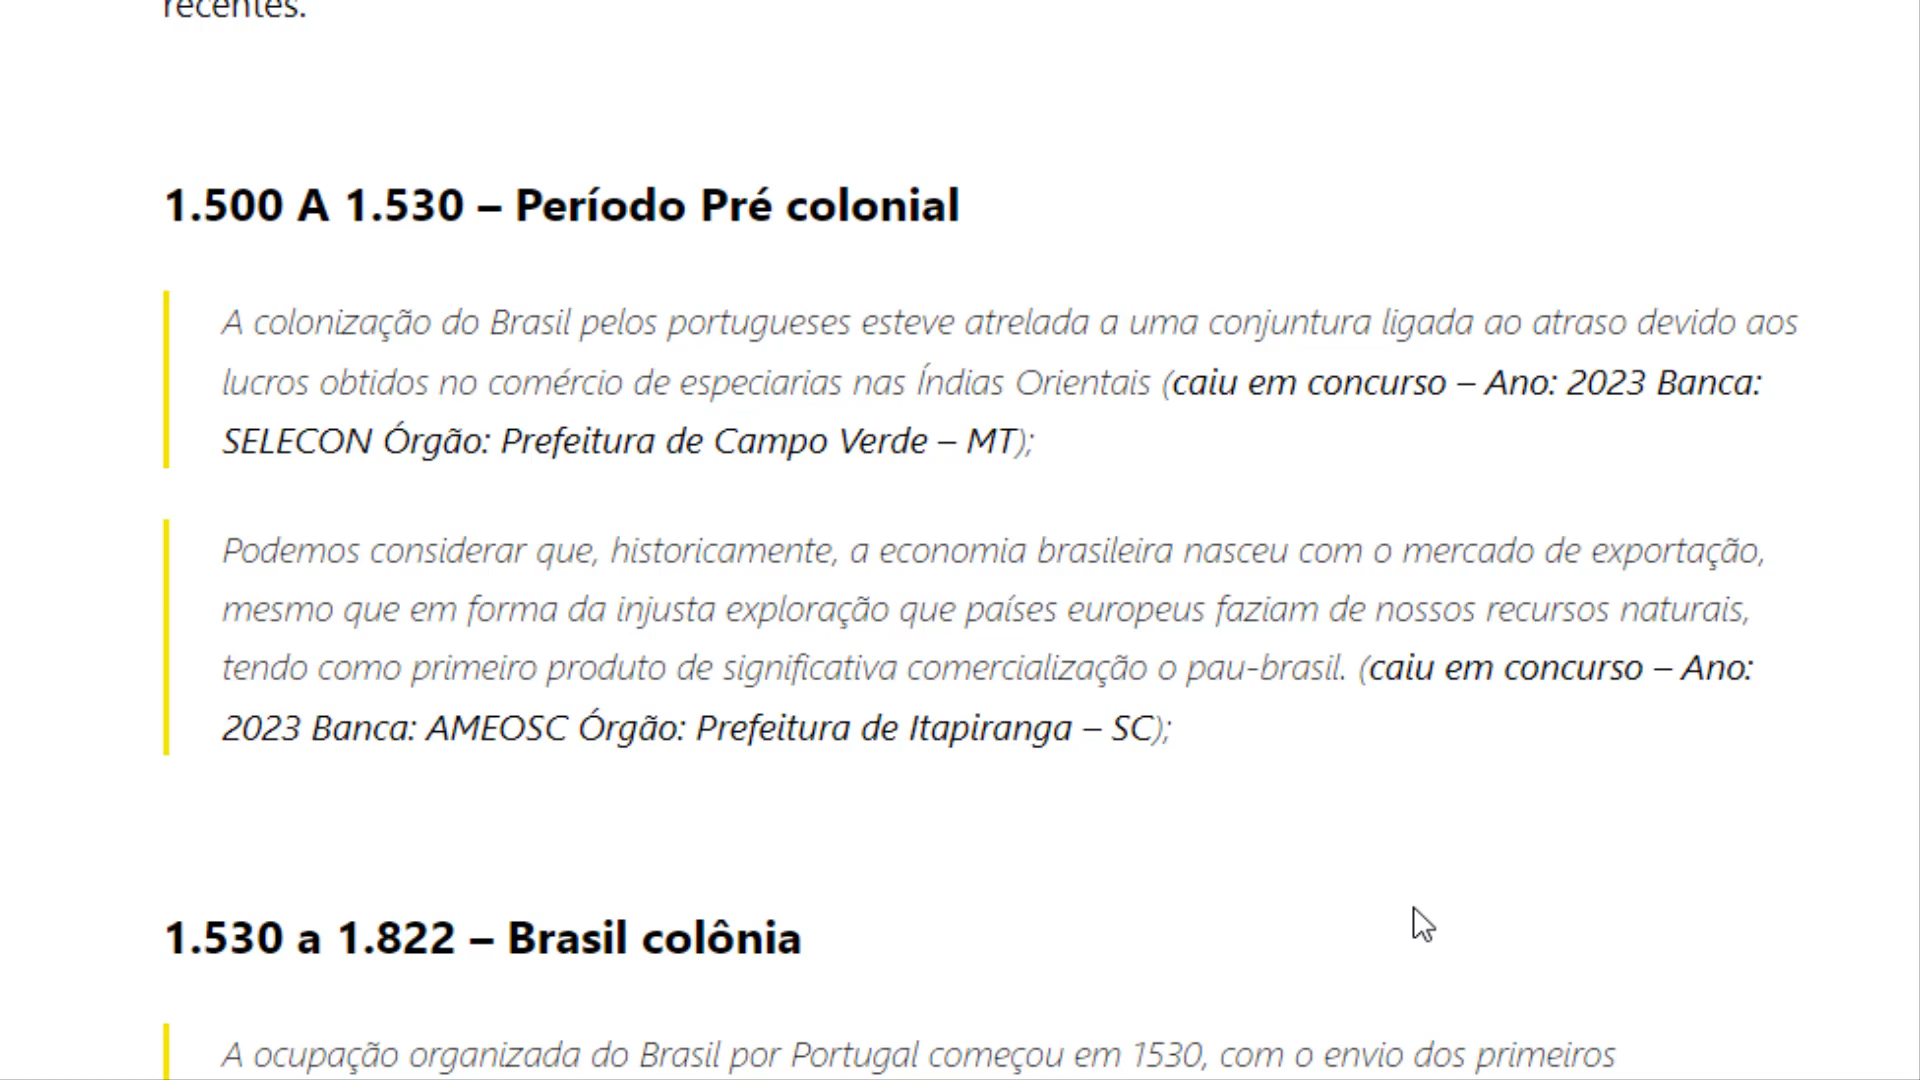 recentes.
1.500 A 1.530 – Período Pré colonial
A colonização do Brasil pelos portugueses esteve atrelada a uma conjuntura ligada ao atraso devido aos
lucros obtidos no comércio de especiarias nas Índias Orientais (caiu em concurso – Ano: 2023 Banca:
SELECON Órgão: Prefeitura de Campo Verde – MT);
Podemos considerar que, historicamente, a economia brasileira nasceu com o mercado de exportação,
mesmo que em forma da injusta exploração que países europeus faziam de nossos recursos naturais,
tendo como primeiro produto de significativa comercialização o pau-brasil. (caiu em concurso – Ano:
2023 Banca: AMEOSC Órgão: Prefeitura de Itapiranga – SC);
1.530 a 1.822 – Brasil colônia
A ocupação organizada do Brasil por Portugal começou em 1530, com o envio dos primeiros